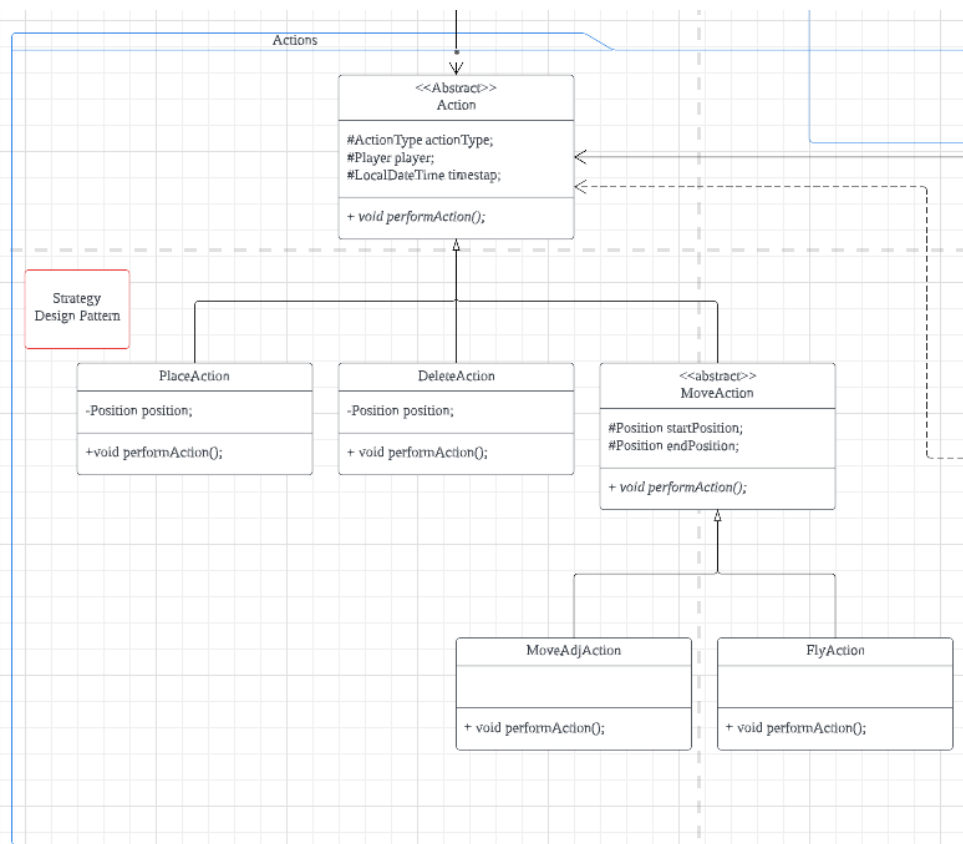 Actions
<<Abstract>>
Action
#ActionType actionType;
#Player player;
#LocalDateTime timestap;
+ void performAction();
Strategy
Design Pattern
PlaceAction
-Position position;
+void performAction();
DeleteAction
-Position position;
+ void performAction();
<<abstract>>
MoveAction
#Position startPosition;
#Position endPosition;
+ void performAction();
MoveAdjAction
+ void performAction();
FlyAction
+ void performAction();